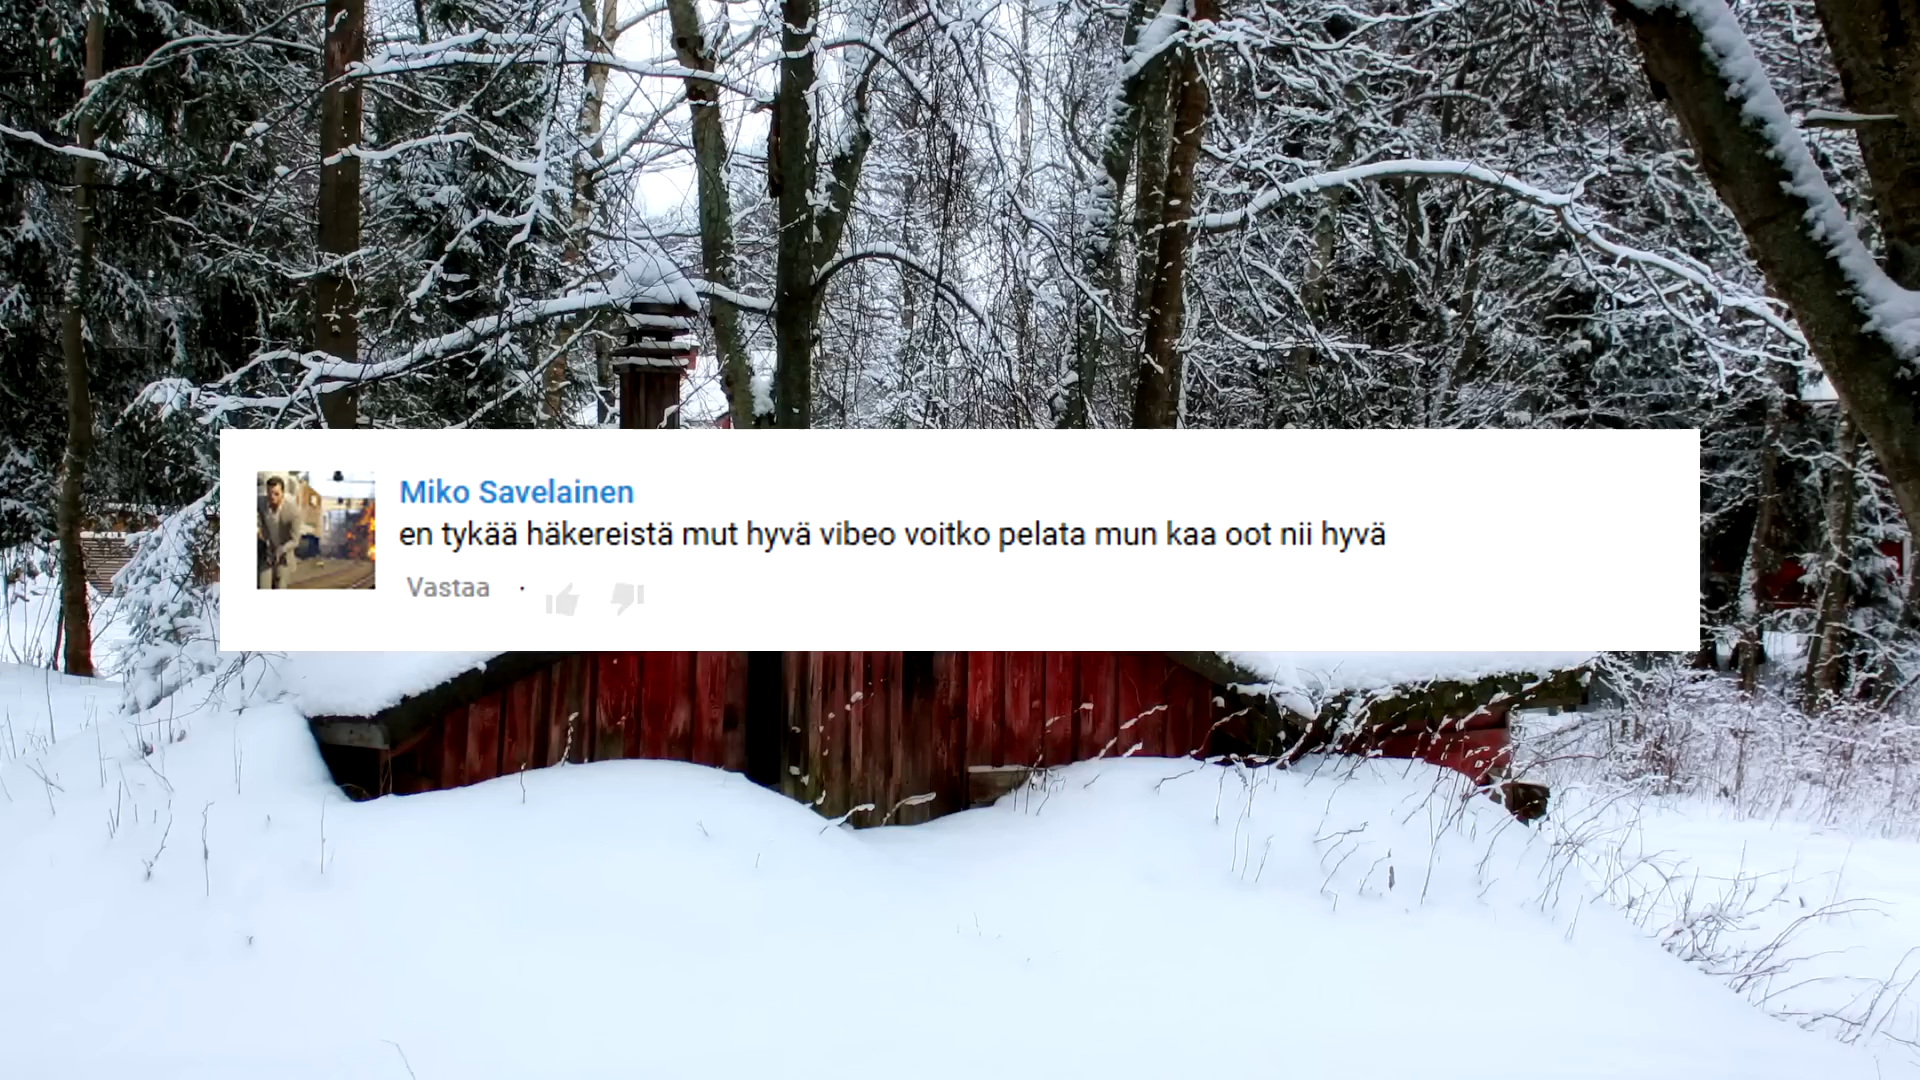 Miko Savelainen
en tykää häkereistä mut hyvä vibeo voitko pelata mun kaa oot nii hyvä
Vastaa ·